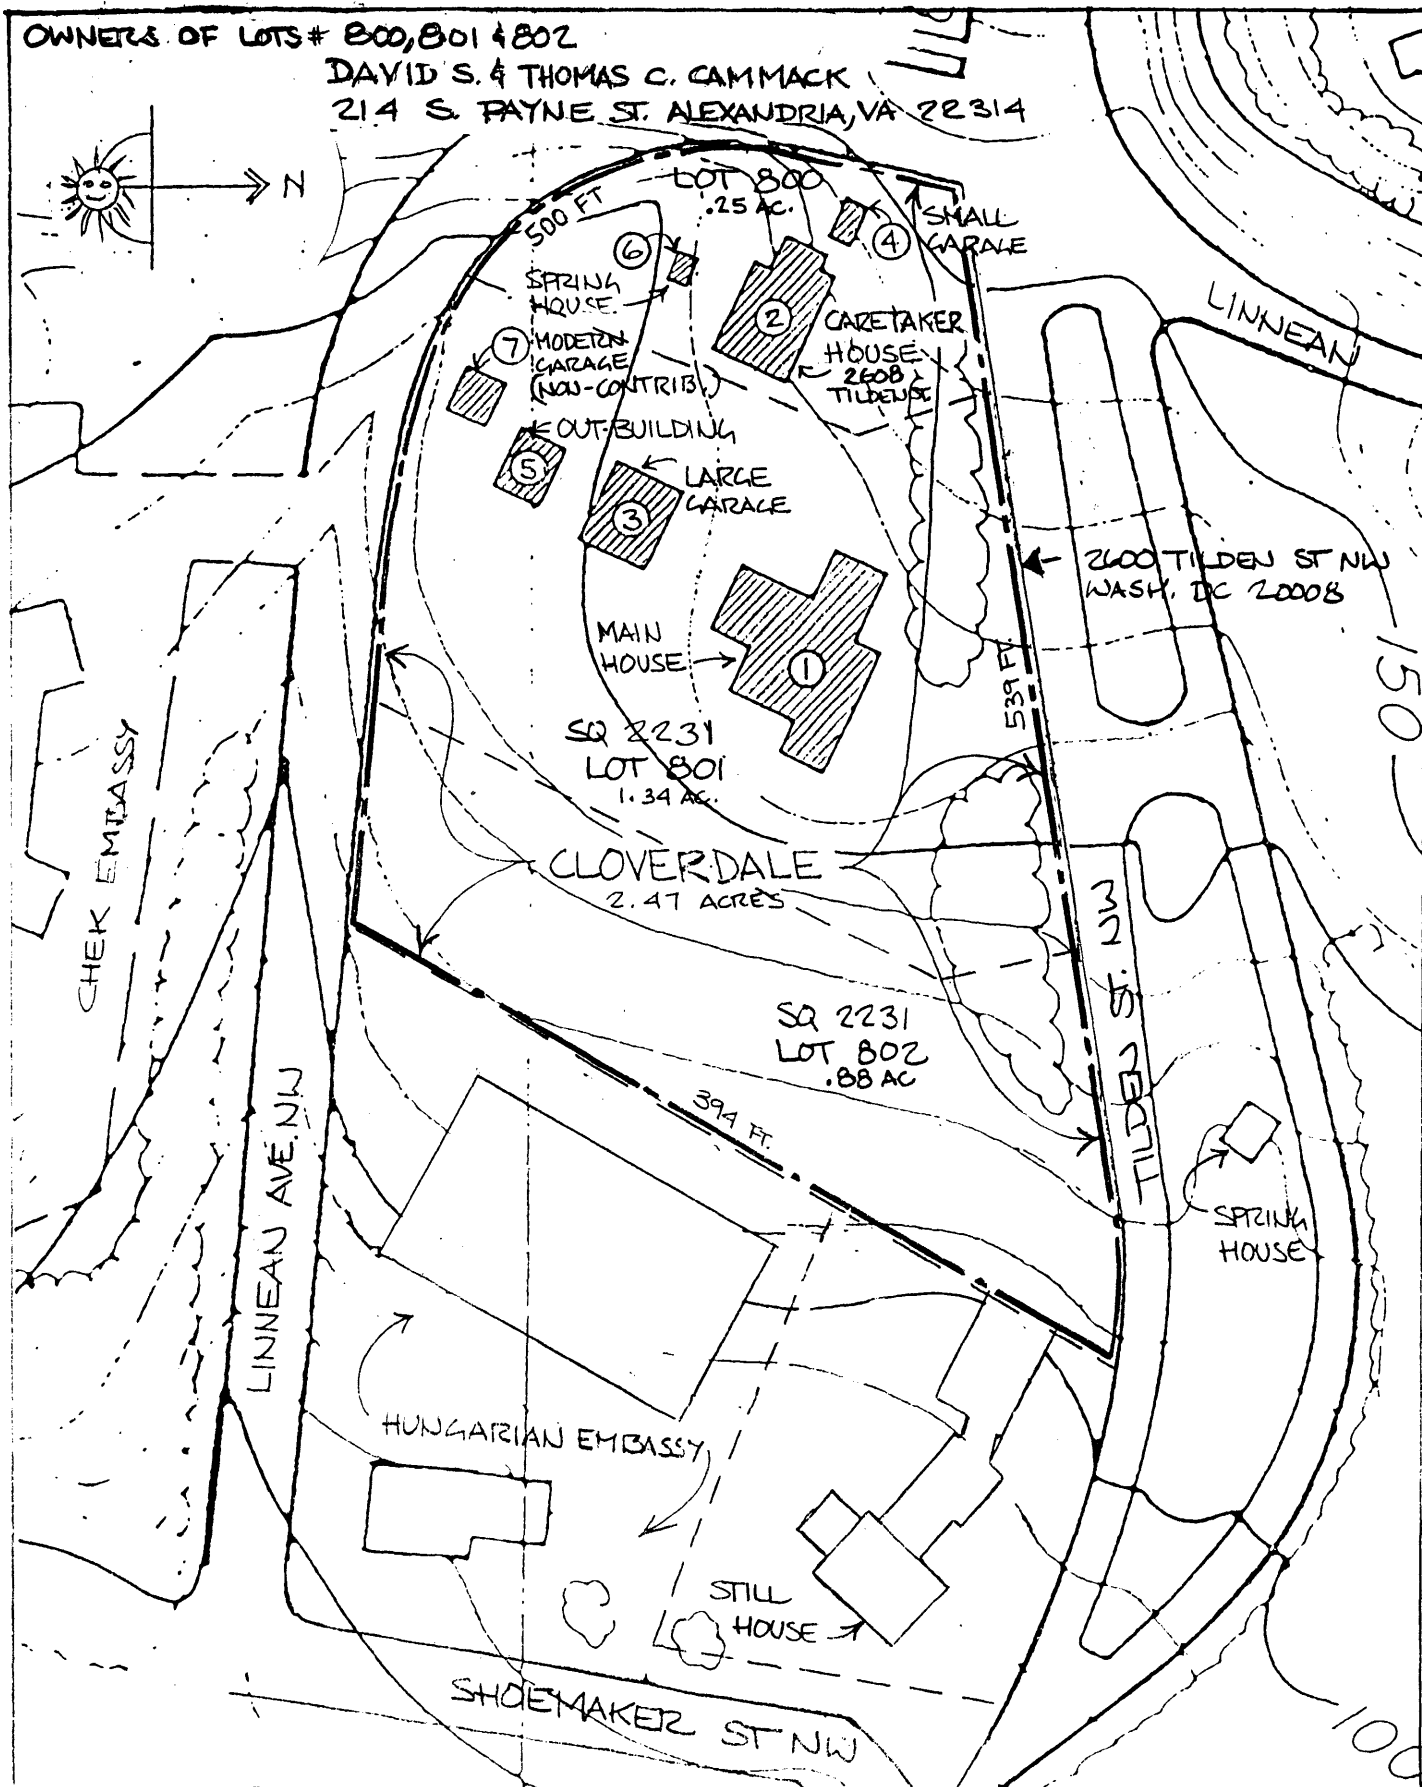 OWNERS OF LOTS# 800,801 & 802
DAVID S. & THOMAS C. CAMMACK
214 S. PAYNE ST. ALEXANDRIA, VA 22314
N
500 FT
LOT 800
.25 AC.
SMALL
GARAGE
4
6
SPRING
HOUSE
2
CARETAKER
HOUSE
2608
TILDEN ST
LINNEAN
7
MODERN
GARAGE
(NON-CONTRIB.)
OUT-BUILDING
5
LARGE
GARAGE
3
2600 TILDEN ST NW
WASH. DC 20008
MAIN
HOUSE
1
539 FT.
150
SQ 2231
LOT 801
1.34 AC.
CHEK EMBASSY
CLOVERDALE
2.47 ACRES
TILDEN ST. NW
SQ 2231
LOT 802
.88 AC
394 FT.
LINNEAN AVE. NW
SPRING
HOUSE
HUNGARIAN EMBASSY
STILL
HOUSE
SHOEMAKER ST NW
100